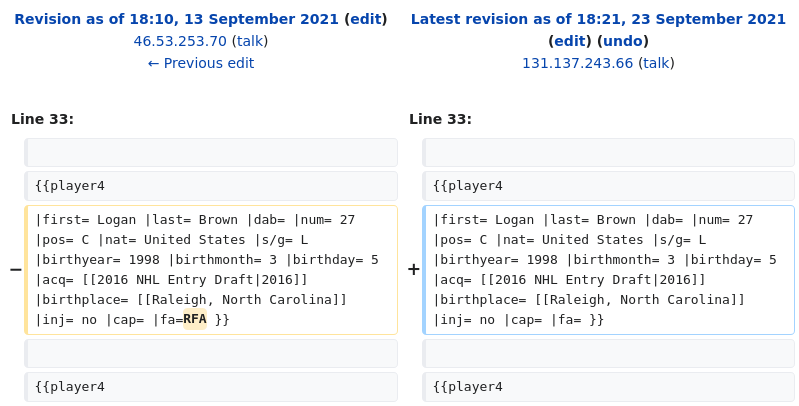 Revision as of 18:10, 13 September 2021 (edit)
46.53.253.70 (talk)
← Previous edit
Latest revision as of 18:21, 23 September 2021
(edit) (undo)
131.137.243.66 (talk)
Line 33:
{{player4
−
|first= Logan |last= Brown |dab= |num= 27
|pos= C |nat= United States |s/g= L
|birthyear= 1998 |birthmonth= 3 |birthday= 5
|acq= [[2016 NHL Entry Draft|2016]]
|birthplace= [[Raleigh, North Carolina]]
|inj= no |cap= |fa=RFA }}
{{player4
Line 33:
{{player4
+
|first= Logan |last= Brown |dab= |num= 27
|pos= C |nat= United States |s/g= L
|birthyear= 1998 |birthmonth= 3 |birthday= 5
|acq= [[2016 NHL Entry Draft|2016]]
|birthplace= [[Raleigh, North Carolina]]
|inj= no |cap= |fa= }}
{{player4